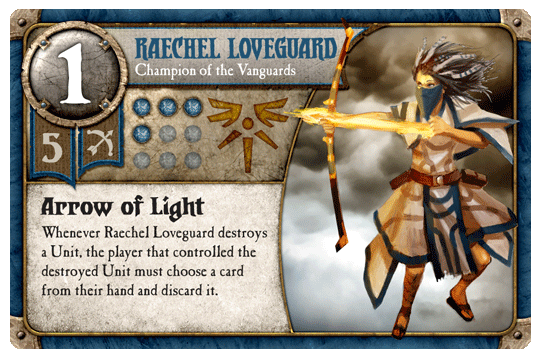 1
RAECHEL LOVEGUARD
Champion of the Vanguards
5
Arrow of Light
Whenever Raechel Loveguard destroys
a Unit, the player that controlled the
destroyed Unit must choose a card
from their hand and discard it.